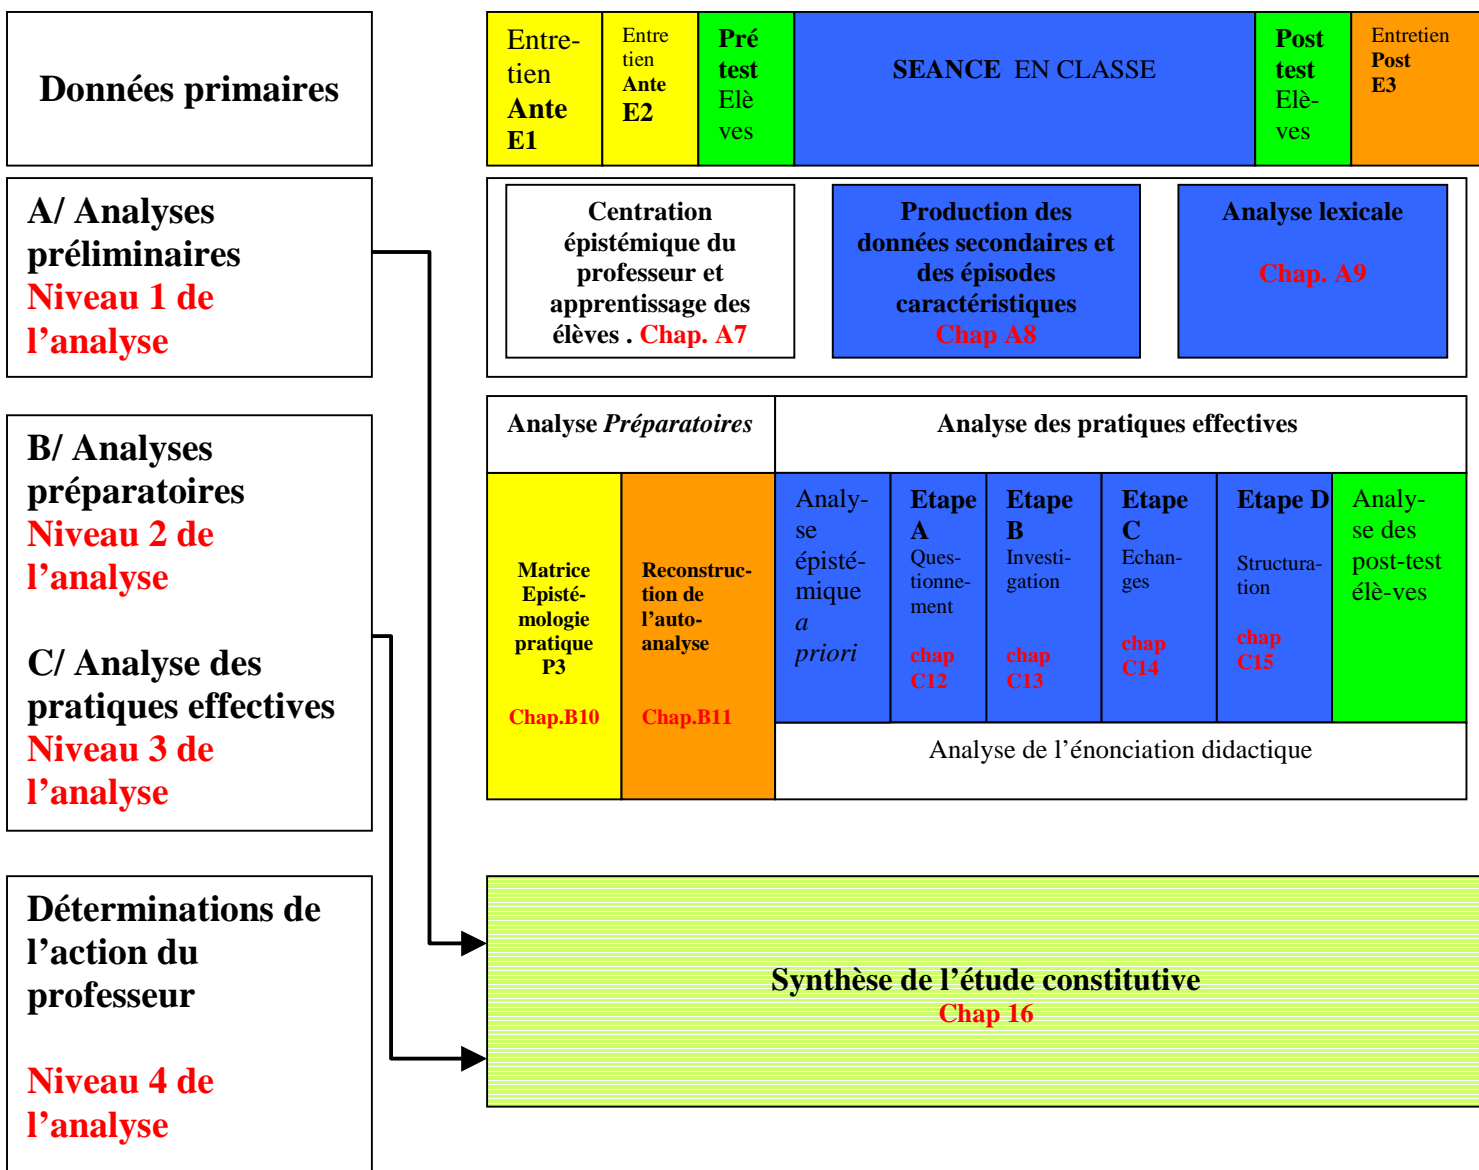 Données primaires
Entre-
tien
Ante
E1
Entre
tien
Ante
E2
Pré
test
Elè
ves
SEANCE EN CLASSE
Post
test
Elè-
ves
Entretien
Post
E3
A/ Analyses
préliminaires
Niveau 1 de
l’analyse
Centration
épistémique du
professeur et
apprentissage des
élèves . Chap. A7
Production des
données secondaires et
des épisodes
caractéristiques
Chap A8
Analyse lexicale
Chap. A9
B/ Analyses
préparatoires
Niveau 2 de
l’analyse
C/ Analyse des
pratiques effectives
Niveau 3 de
l’analyse
Analyse Préparatoires
Analyse des pratiques effectives
Matrice
Episté-
mologie
pratique
P3
Chap.B10
Reconstruc-
tion de
l’auto-
analyse
Chap.B11
Analy-
se
épisté-
mique
a
priori
Etape
A
Ques-
tionne-
ment
chap
C12
Etape
B
Investi-
gation
chap
C13
Etape
C
Echan-
ges
chap
C14
Etape D
Structura-
tion
chap
C15
Analy-
se des
post-test
élè-ves
Analyse de l’énonciation didactique
Déterminations de
l’action du
professeur
Niveau 4 de
l’analyse
Synthèse de l’étude constitutive
Chap 16